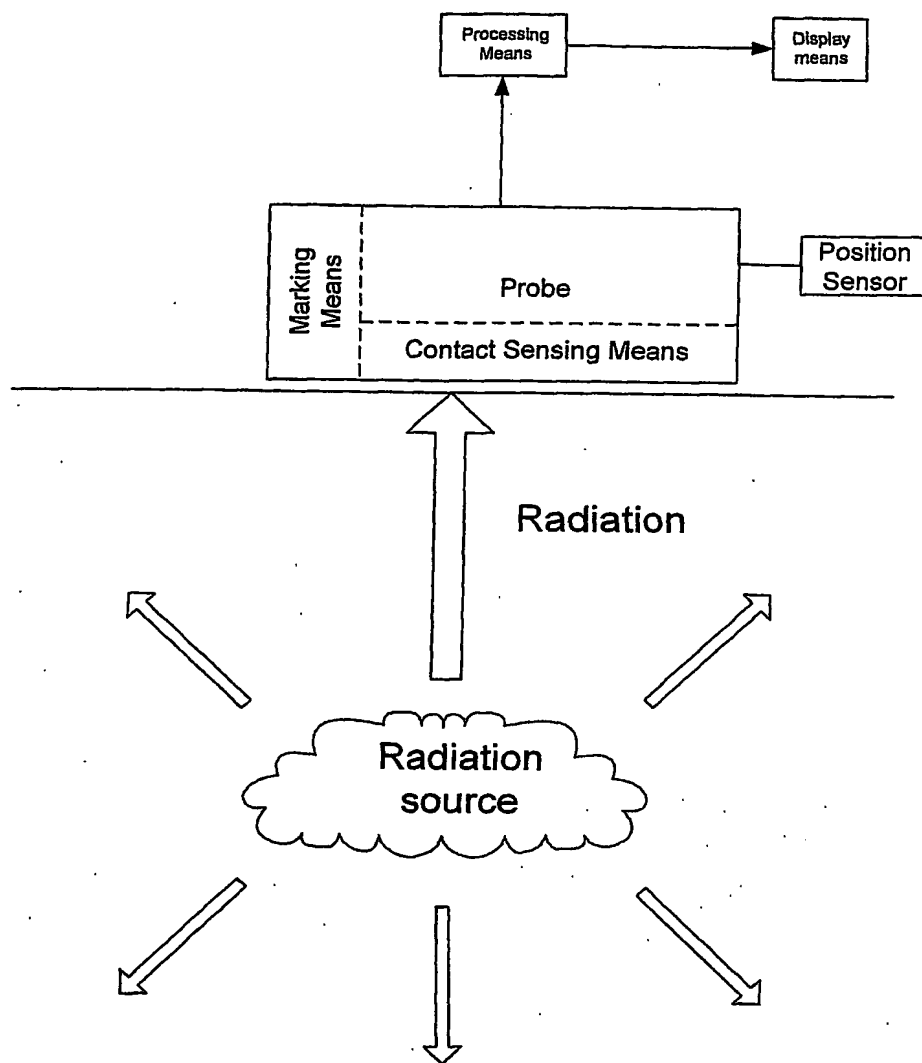 Processing
Means
Display
means
Marking
Means
Probe
Contact Sensing Means
Position
Sensor
Radiation
Radiation
source